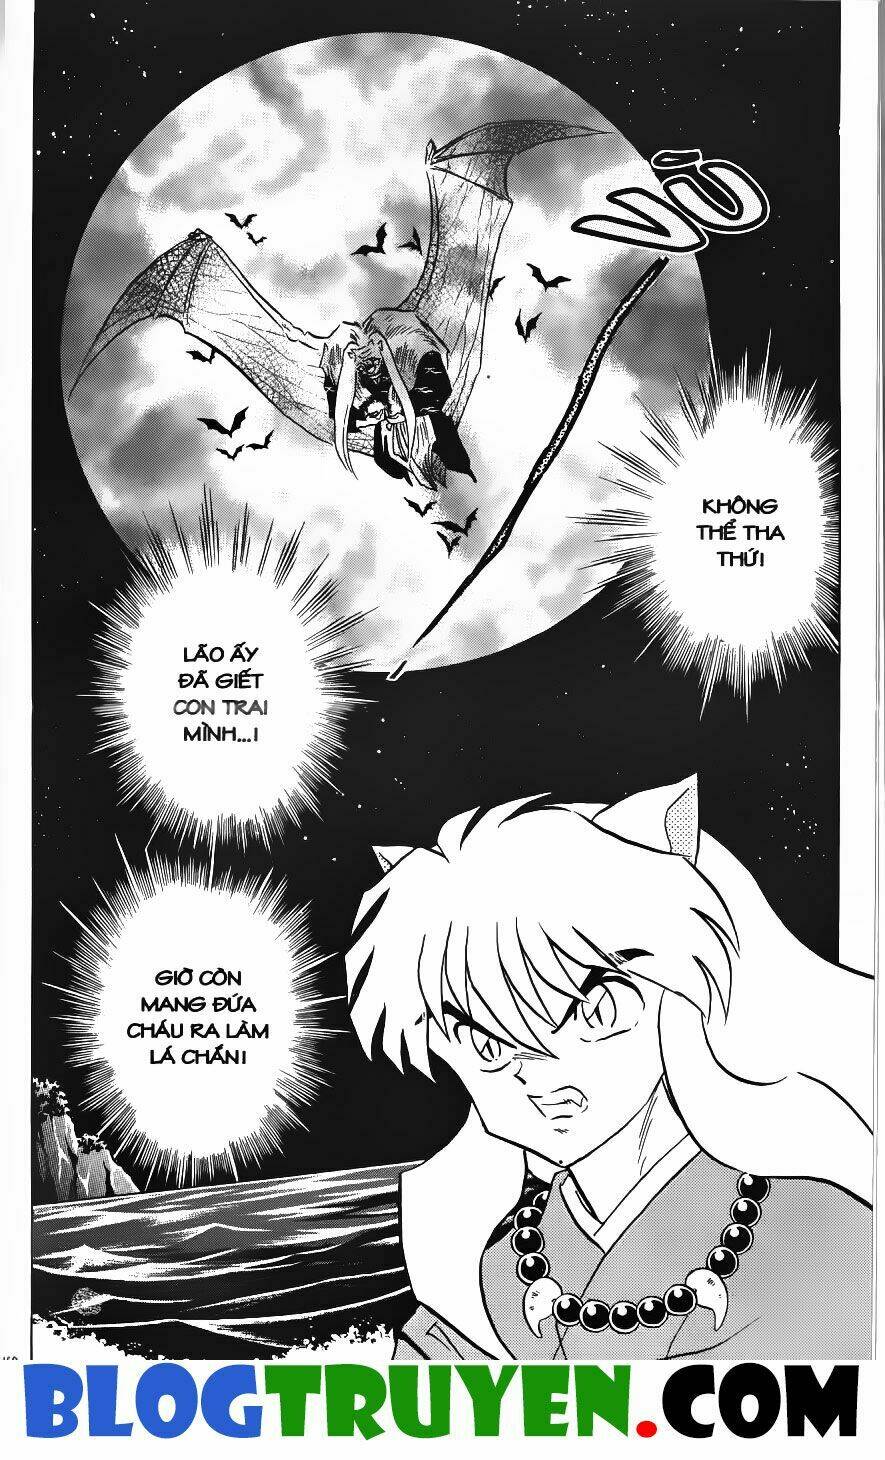 VÙ
KHÔNG
THỂ THA
THỨ!
LÃO ẤY
ĐÃ GIẾT
CON TRAI
MÌNH...!
GIỜ CÒN
MANG ĐỨA
CHÁU RA LÀM
LÁ CHẮN!
BLOGTRUYEN.COM